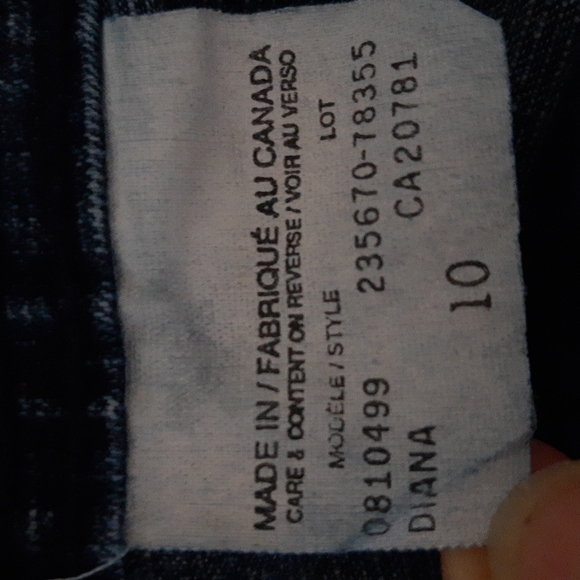 MADE IN / FABRIQUÉ AU CANADA
CARE & CONTENT ON REVERSE / VOIR AU VERSO
MODÈLE / STYLE LOT
0810499 235670-78355
DIANA CA20781
10